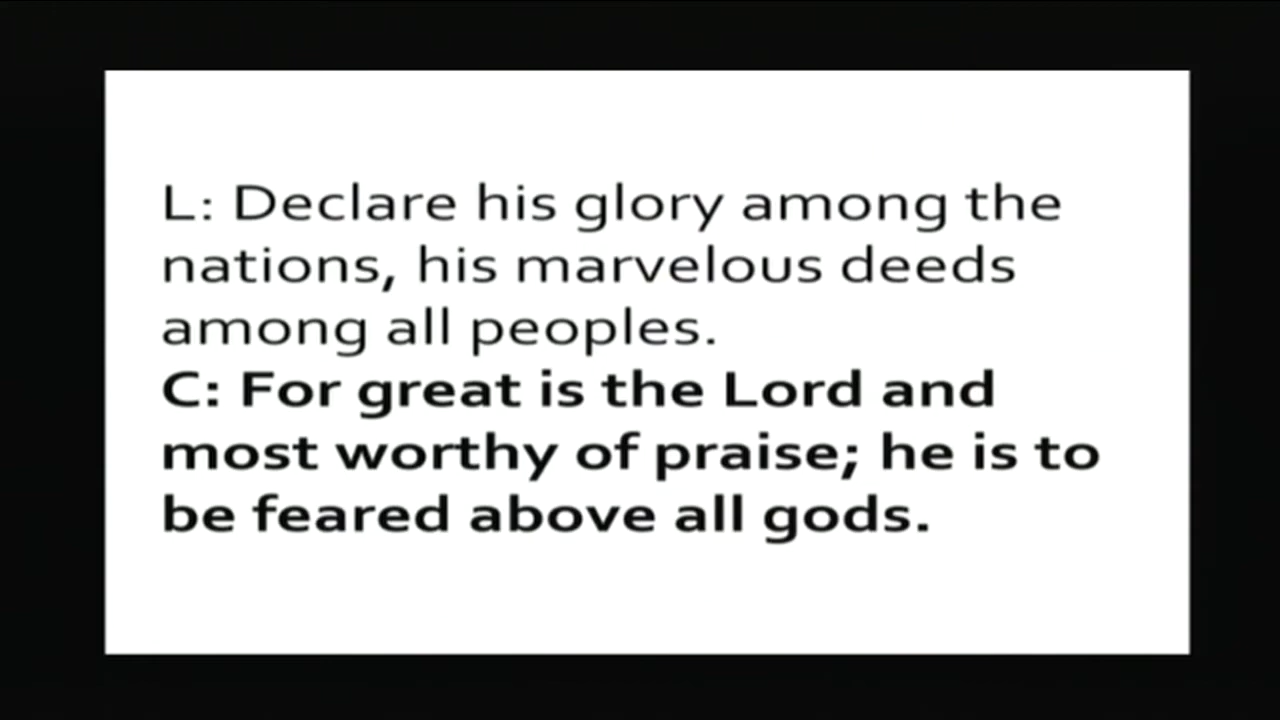 L: Declare his glory among the
nations, his marvelous deeds
among all peoples.
C: For great is the Lord and
most worthy of praise; he is to
be feared above all gods.